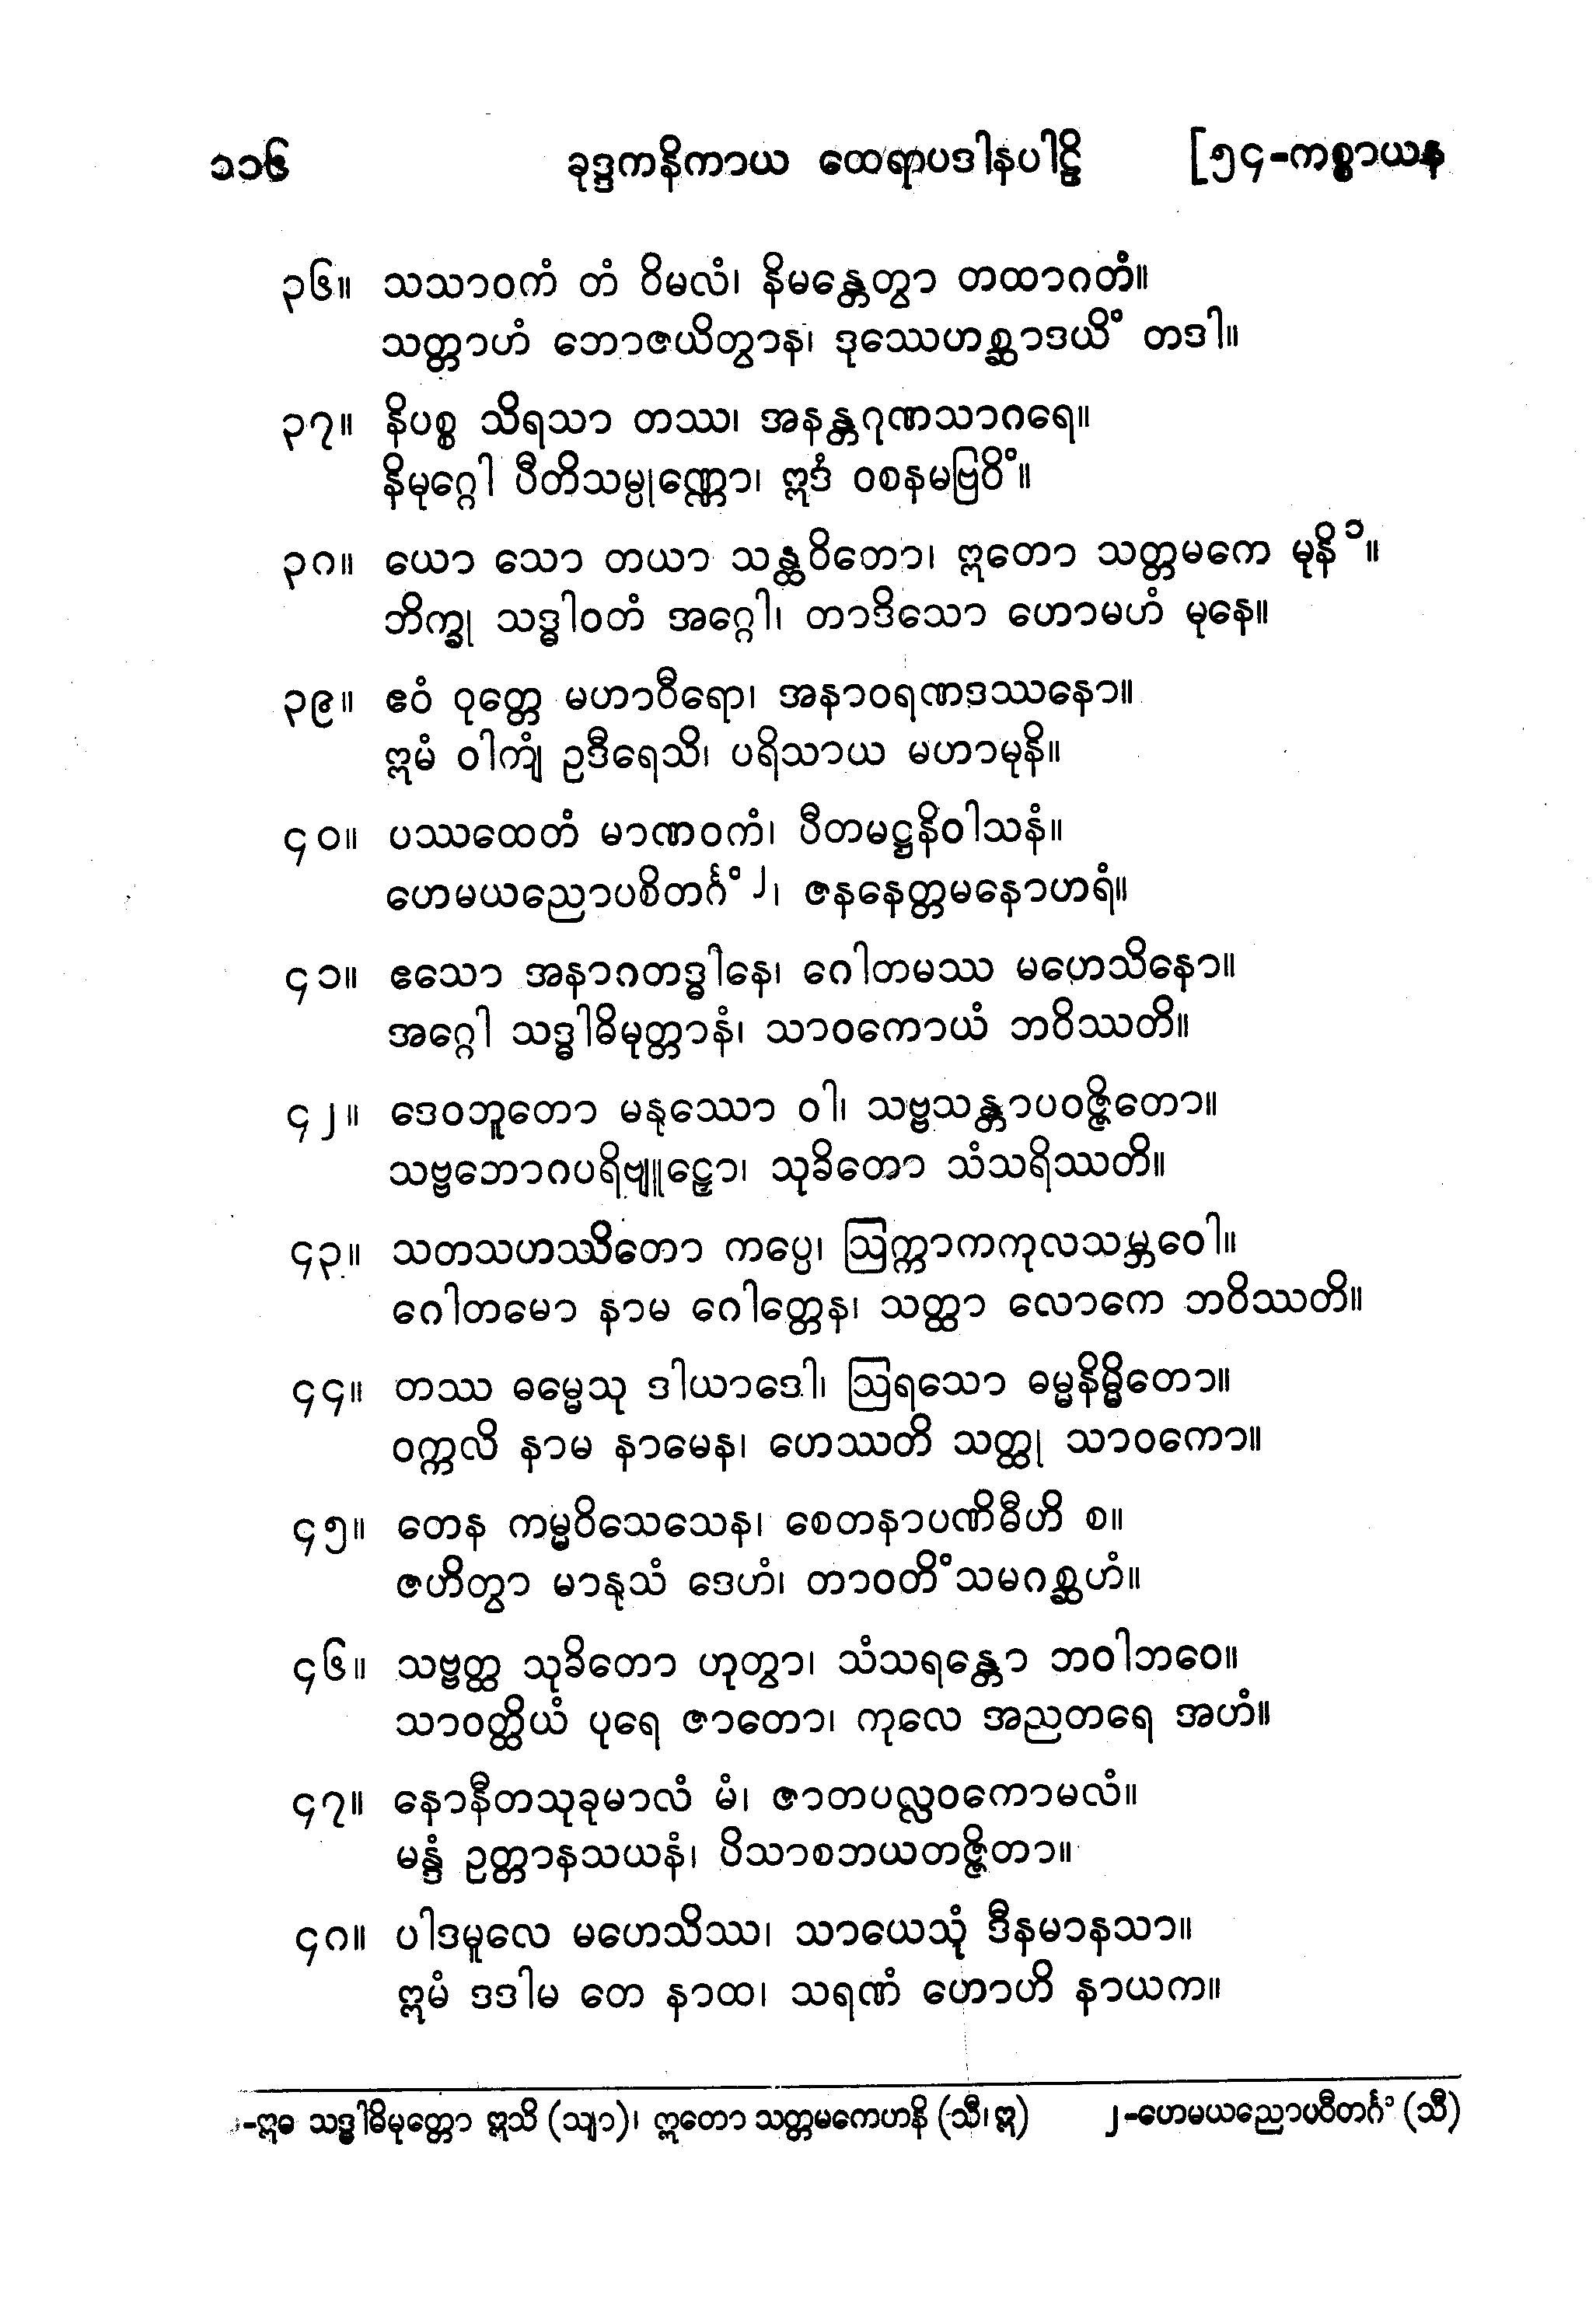 ၁၁၆ ခုဒ္ဒကနိကာယ ထေရာပဒါနပါဠိ [၅၄-ကစ္စာယန
၃၆။ သသာဝကံ တံ ဝိမလံ၊ နိမန္တေတွာ တထာဂတံ။
သတ္တာဟံ ဘောဇယိတွာန၊ ဒုဿေဟစ္ဆာဒယိံ တဒါ။
၃၇။ နိပစ္စ သိရသာ တဿ၊ အနန္တဂုဏသာဂရေ။
နိမုဂ္ဂေါ ပီတိသမ္ပုဏ္ဏော၊ ဣဒံ ဝစနမဗြဝိံ။
၃၈။ ယော သော တယာ သန္ထဝိတော၊ ဣတော သတ္တမကေ မုနိ ၁။
ဘိက္ခု သဒ္ဓါဝတံ အဂ္ဂေါ၊ တာဒိသော ဟောမဟံ မုနေ။
၃၉။ ဧဝံ ဝုတ္တေ မဟာဝီရော၊ အနာဝရဏဒဿနော။
ဣမံ ဝါကျံ ဥဒီရေသိ၊ ပရိသာယ မဟာမုနိ။
၄၀။ ပဿထေတံ မာဏဝကံ၊ ပီတမဋ္ဌနိဝါသနံ။
ဟေမယညောပစိတင်္ဂံ ၂၊ ဇနနေတ္တမနောဟရံ။
၄၁။ ဧသော အနာဂတဒ္ဓါနေ၊ ဂေါတမဿ မဟေသိနော။
အဂ္ဂေါ သဒ္ဓါဓိမုတ္တာနံ၊ သာဝကောယံ ဘဝိဿတိ။
၄၂။ ဒေဝဘူတော မနုဿော ဝါ၊ သဗ္ဗသန္တာပဝဇ္ဇိတော။
သဗ္ဗဘောဂပရိဗျူဠှော၊ သုခိတော သံသရိဿတိ။
၄၃။ သတသဟဿိတော ကပ္ပေ၊ ဩက္ကာကကုလသမ္ဘဝေါ။
ဂေါတမော နာမ ဂေါတ္တေန၊ သတ္ထာ လောကေ ဘဝိဿတိ။
၄၄။ တဿ ဓမ္မေသု ဒါယာဒေါ၊ ဩရသော ဓမ္မနိမ္မိတော။
ဝက္ကလိ နာမ နာမေန၊ ဟေဿတိ သတ္ထု သာဝကော။
၄၅။ တေန ကမ္မဝိသေသေန၊ စေတနာပဏိဓီဟိ စ။
ဇဟိတွာ မာနုသံ ဒေဟံ၊ တာဝတိံသမဂစ္ဆဟံ။
၄၆။ သဗ္ဗတ္ထ သုခိတော ဟုတွာ၊ သံသရန္တော ဘဝါဘဝေ။
သာဝတ္ထိယံ ပုရေ ဇာတော၊ ကုလေ အညတရေ အဟံ။
၄၇။ နောနီတသုခုမာလံ မံ၊ ဇာတပလ္လဝကောမလံ။
မန္ဒံ ဥတ္တာနသယနံ၊ ပိသာစဘယတဇ္ဇိတာ။
၄၈။ ပါဒမူလေ မဟေသိဿ၊ သာယေသုံ ဒီနမာနသာ။
ဣမံ ဒဒါမ တေ နာထ၊ သရဏံ ဟောဟိ နာယက။
၁-ဣဓ သဒ္ဓါဓိမုတ္တော ဣသိ (သျာ)၊ ဣတော သတ္တမကေဟနိ (သီ၊ ဣ) ၂-ဟေမယညောပဝီတင်္ဂံ (သီ)